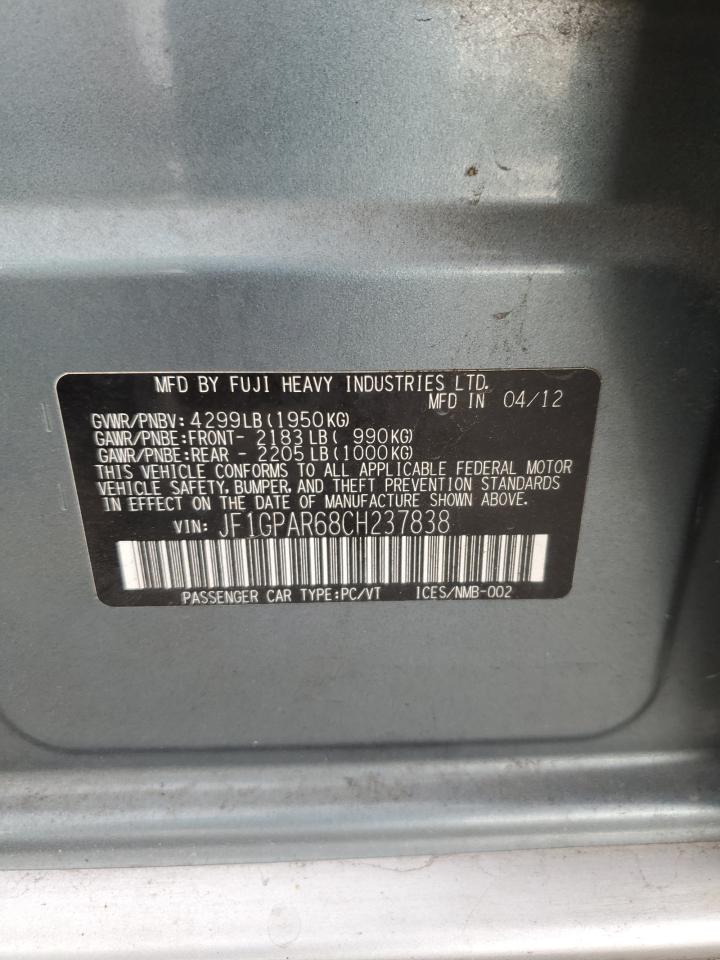 MFD BY FUJI HEAVY INDUSTRIES LTD.
MFD IN 04/12
GVWR/PNBV: 4299LB(1950KG)
GAWR/PNBE:FRONT- 2183LB( 990KG)
GAWR/PNBE:REAR - 2205LB(1000KG)
THIS VEHICLE CONFORMS TO ALL APPLICABLE FEDERAL MOTOR
VEHICLE SAFETY, BUMPER, AND THEFT PREVENTION STANDARDS
IN EFFECT ON THE DATE OF MANUFACTURE SHOWN ABOVE.
VIN: JF1GPAR68CH237838
PASSENGER CAR TYPE:PC/VT ICES/NMB-002